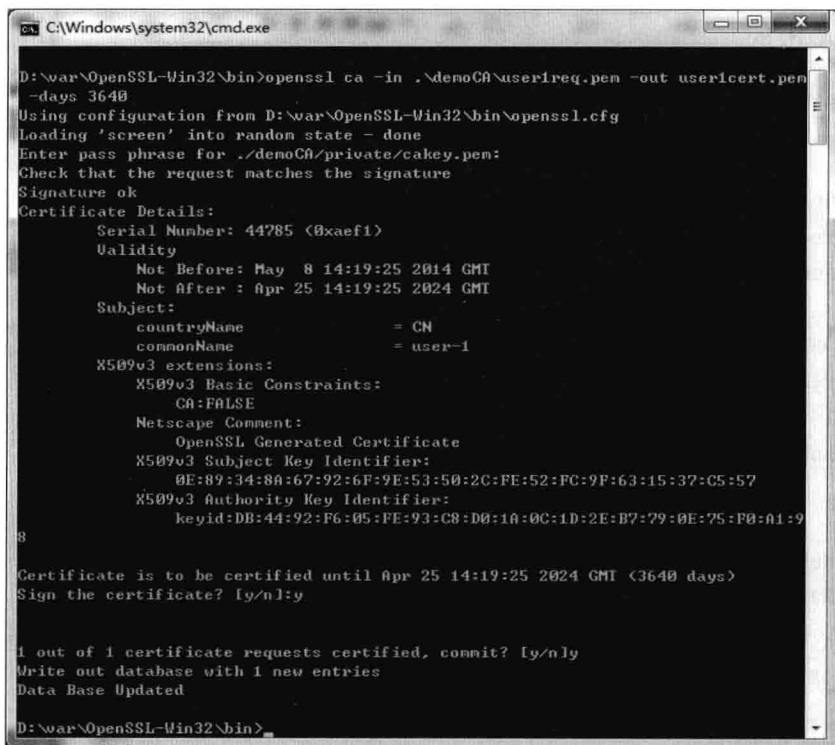 C:\Windows\system32\cmd.exe
D:\var\OpenSSL-Win32\bin>openssl ca -in .\demoCA\user1req.pem -out user1cert.pem
-days 3640
Using configuration from D:\var\OpenSSL-Win32\bin\openssl.cfg
Loading 'screen' into random state - done
Enter pass phrase for ./demoCA/private/cakey.pem:
Check that the request matches the signature
Signature ok
Certificate Details:
Serial Number: 44785 (0xaef1)
Validity
Not Before: May  8 14:19:25 2014 GMT
Not After : Apr 25 14:19:25 2024 GMT
Subject:
countryName = CN
commonName = user-1
X509v3 extensions:
X509v3 Basic Constraints:
CA:FALSE
Netscape Comment:
OpenSSL Generated Certificate
X509v3 Subject Key Identifier:
0E:89:34:8A:67:92:6F:9E:53:50:2C:FE:52:FC:9F:63:15:37:C5:57
X509v3 Authority Key Identifier:
keyid:DB:44:92:F6:05:FE:93:C8:D0:1A:0C:1D:2E:B7:79:0E:75:F0:A1:9
8
Certificate is to be certified until Apr 25 14:19:25 2024 GMT (3640 days)
Sign the certificate? [y/n]:y
1 out of 1 certificate requests certified, commit? [y/n]y
Write out database with 1 new entries
Data Base Updated
D:\var\OpenSSL-Win32\bin>